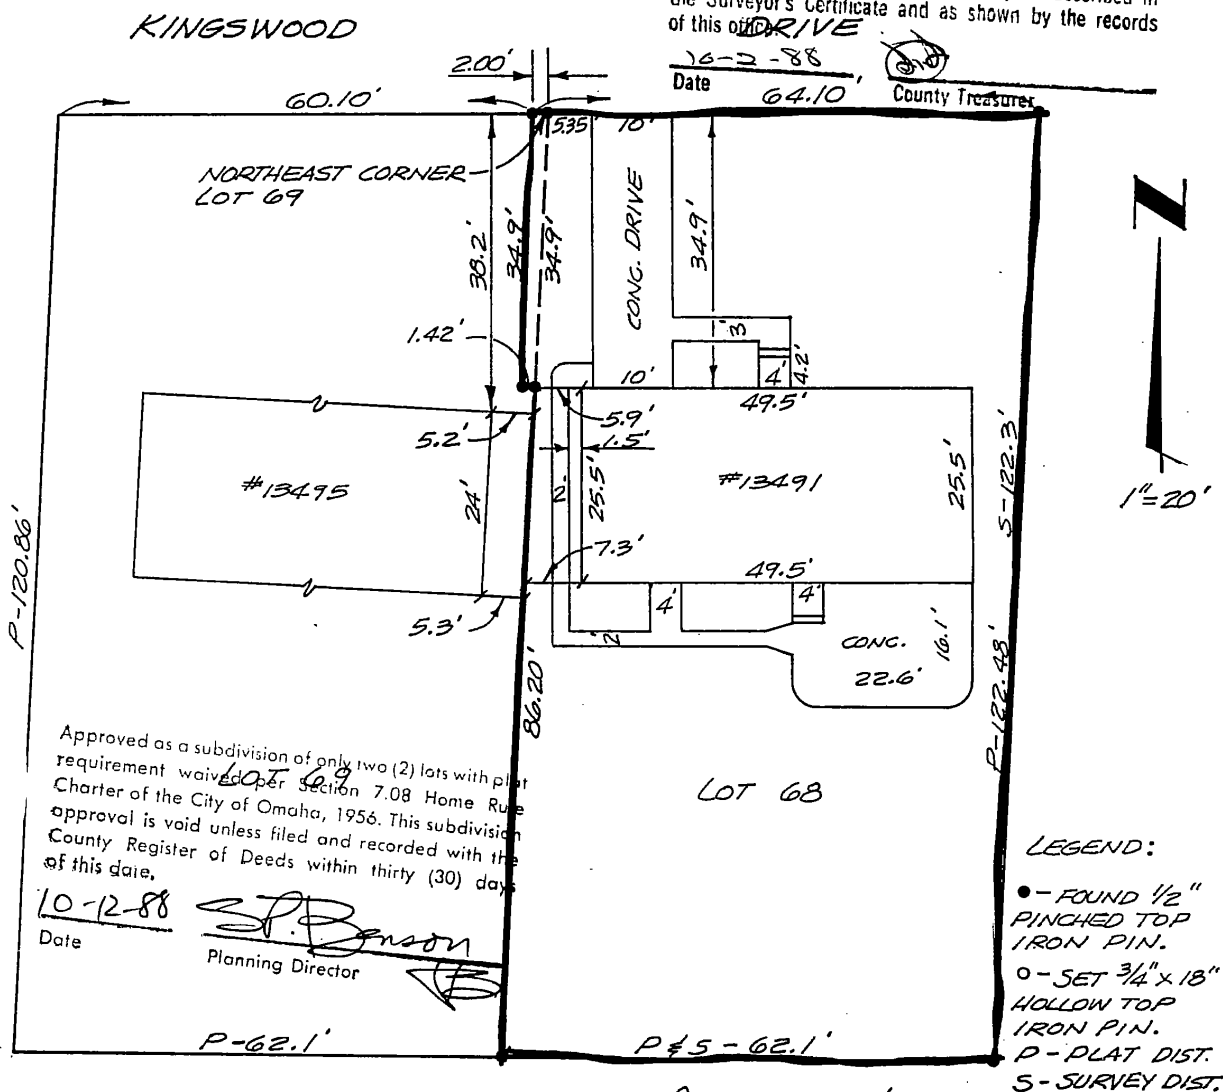 the Surveyor's Certificate and as shown by the records
of this office.
KINGSWOOD DRIVE
10-2-88
Date
County Treasurer
2.00'
60.10'
64.10'
5.35
10'
NORTHEAST CORNER
LOT 69
38.2'
34.9'
34.9'
CONC. DRIVE
34.9'
3'
4'
4.2'
1.42'
10'
49.5'
5.9'
5.2'
1.5'
#13495
24'
2'
25.5'
#13491
25.5'
S-122.3'
1"=20'
P-120.86'
7.3'
49.5'
5.3'
4'
4'
2'
CONC.
22.6'
16.1'
86.20'
P-122.48'
Approved as a subdivision of only two (2) lots with plat
requirement waived per Section 7.08 Home Rule
Charter of the City of Omaha, 1956. This subdivision
approval is void unless filed and recorded with the
County Register of Deeds within thirty (30) days
of this date.
LOT 69
LOT 68
10-12-88
Date
S.P. Benson
Planning Director
P-62.1'
P & S - 62.1'
LEGEND:
●-FOUND 1/2"
PINCHED TOP
IRON PIN.
○-SET 3/4" x 18"
HOLLOW TOP
IRON PIN.
P-PLAT DIST.
S-SURVEY DIST.